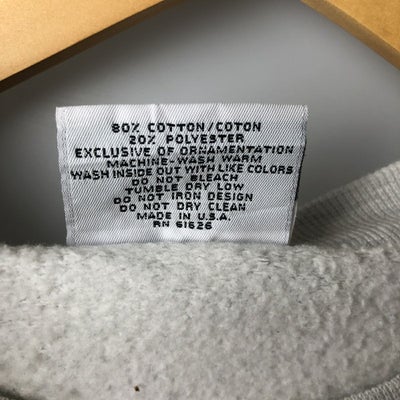 80% COTTON/COTON
20% POLYESTER
EXCLUSIVE OF ORNAMENTATION
MACHINE-WASH WARM
WASH INSIDE OUT WITH LIKE COLORS
DO NOT BLEACH
TUMBLE DRY LOW
DO NOT IRON DESIGN
DO NOT DRY CLEAN
MADE IN U.S.A.
RN 61626